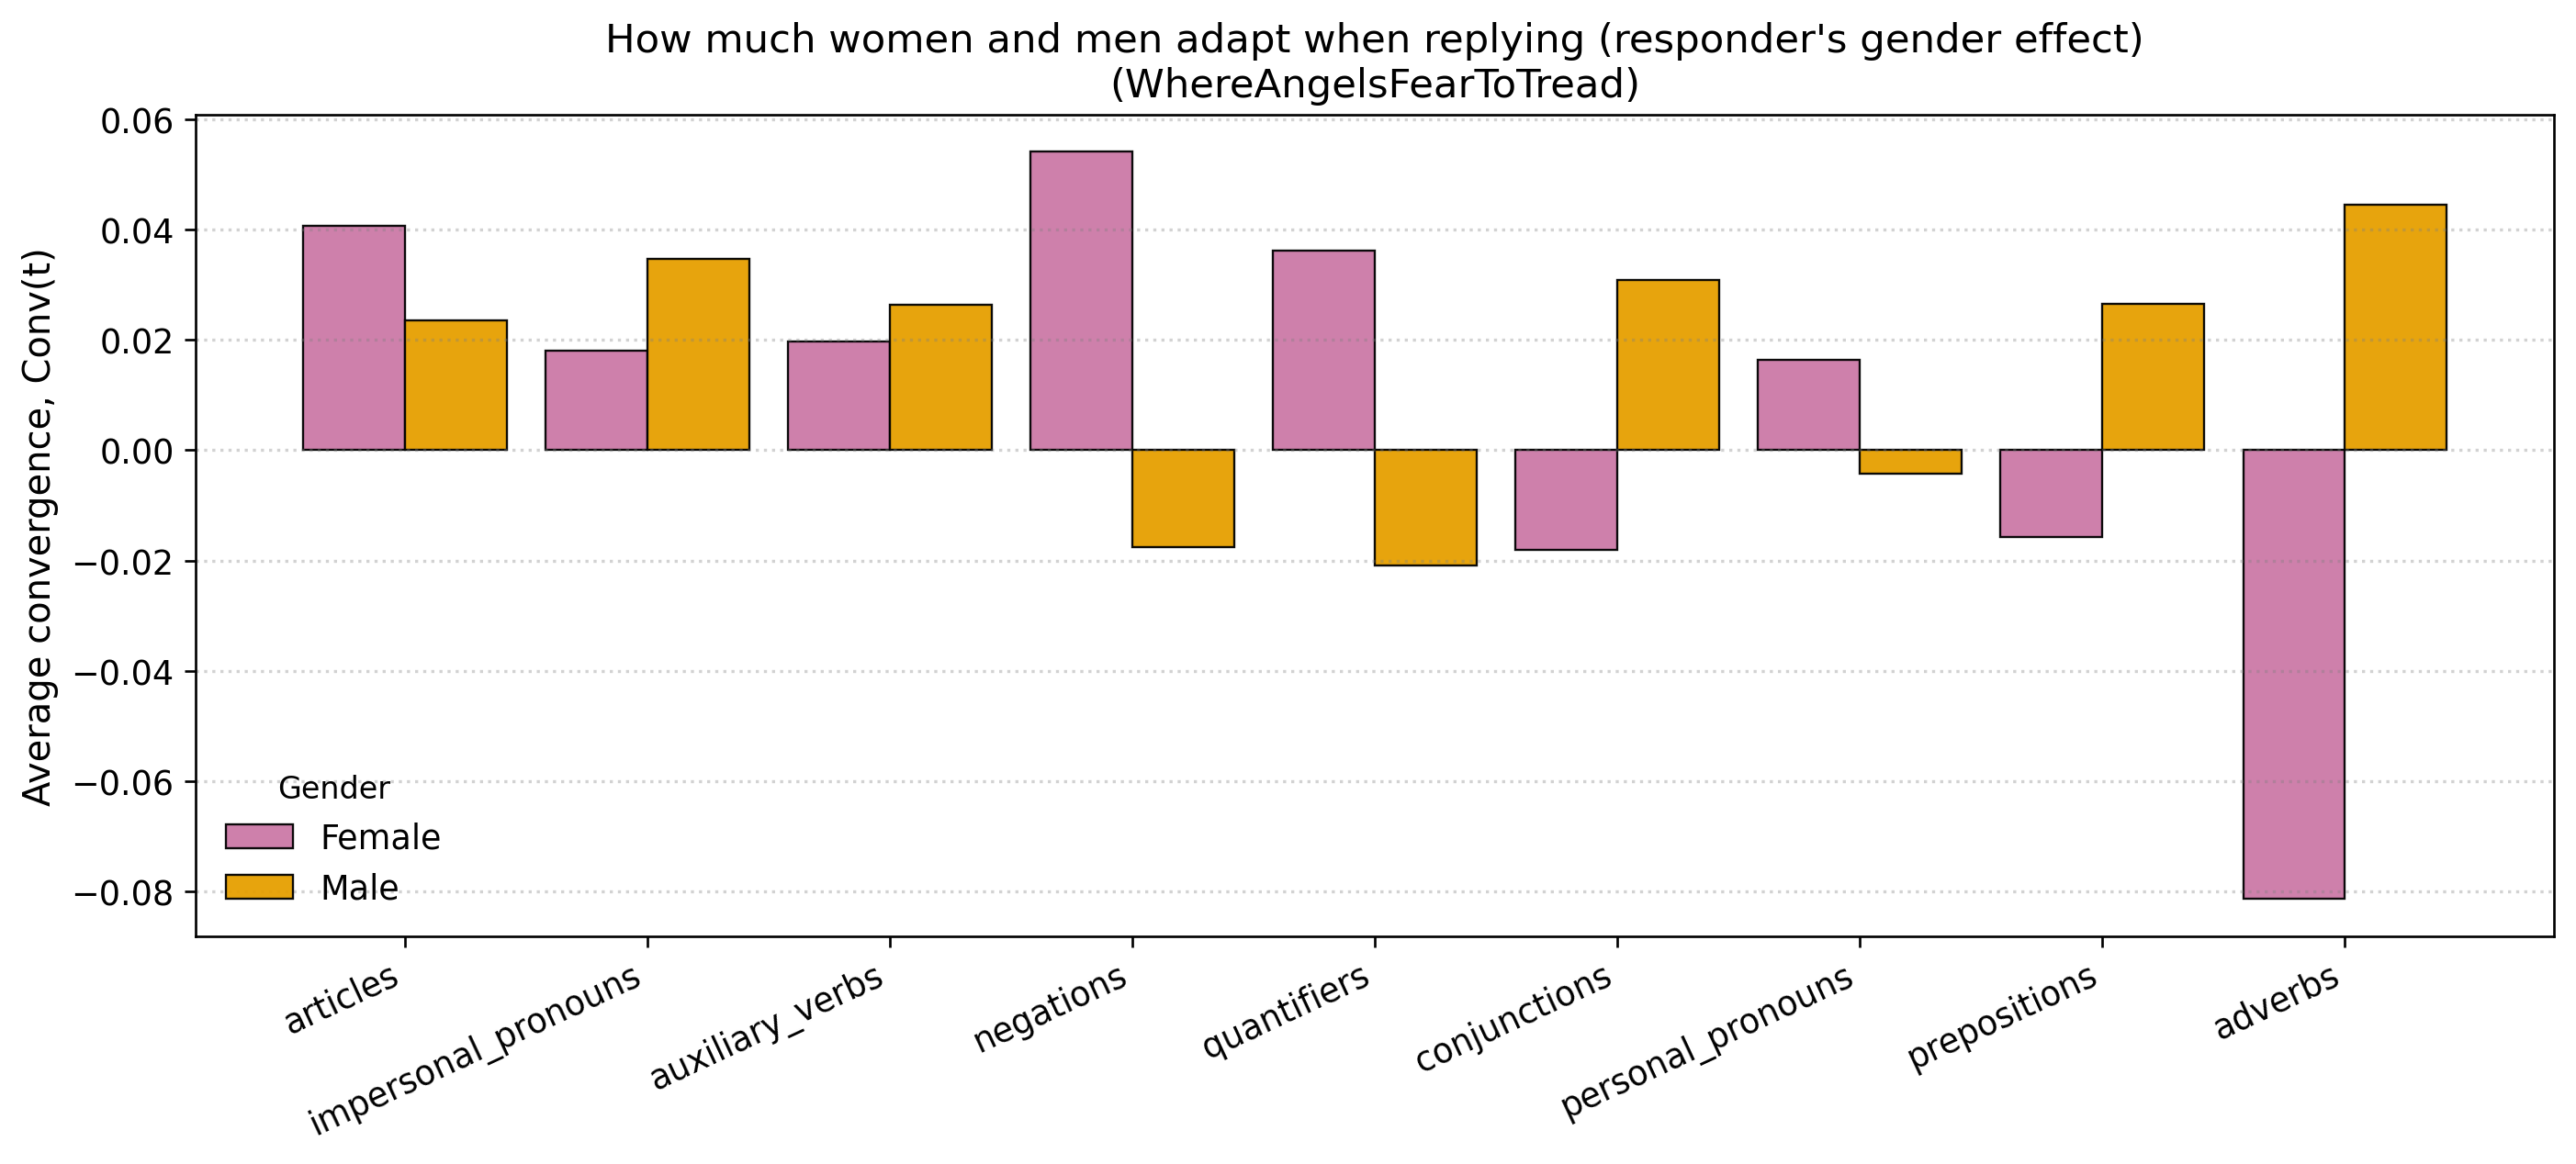 How much women and men adapt when replying (responder's gender effect)
(WhereAngelsFearToTread)
Average convergence, Conv(t)
0.06
0.04
0.02
0.00
−0.02
−0.04
−0.06
−0.08
Gender
Female
Male
articles
impersonal_pronouns
auxiliary_verbs
negations
quantifiers
conjunctions
personal_pronouns
prepositions
adverbs